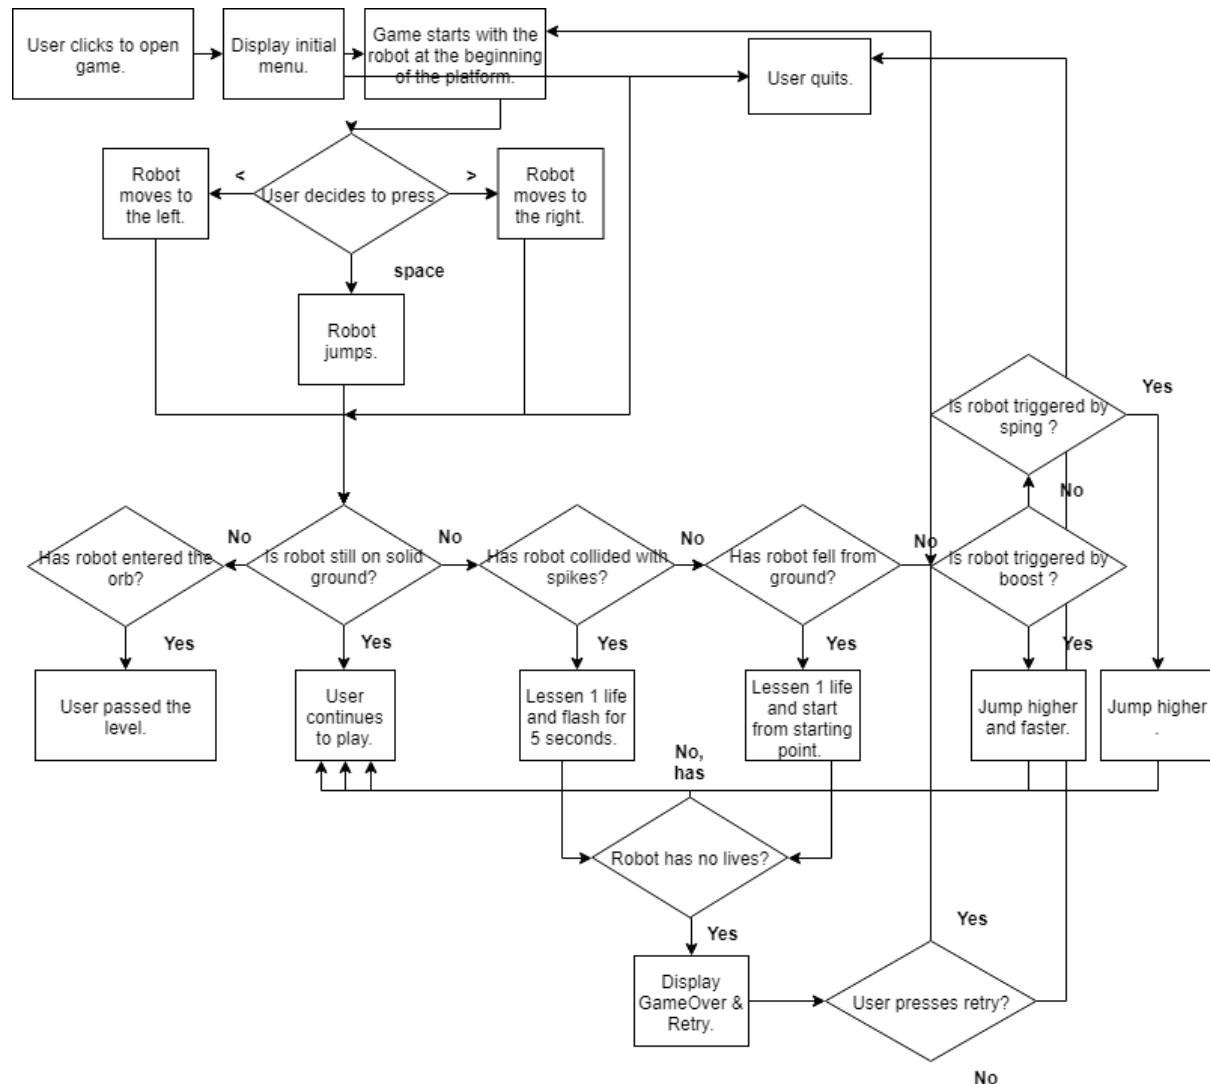 User clicks to open
game.
Display initial
menu.
Game starts with the
robot at the beginning
of the platform.
User quits.
Robot
moves to
the left.
<
User decides to press
>
Robot
moves to
the right.
space
Robot
jumps.
Is robot triggered by
sping ?
Yes
No
Has robot entered the
orb?
No
Is robot still on solid
ground?
No
Has robot collided with
spikes?
No
Has robot fell from
ground?
No
Is robot triggered by
boost ?
Yes
Yes
Yes
Yes
Yes
User passed the
level.
User
continues
to play.
Lessen 1 life
and flash for
5 seconds.
Lessen 1 life
and start
from starting
point.
Jump higher
and faster.
Jump higher
.
No,
has
Robot has no lives?
Yes
Display
GameOver &
Retry.
User presses retry?
Yes
No